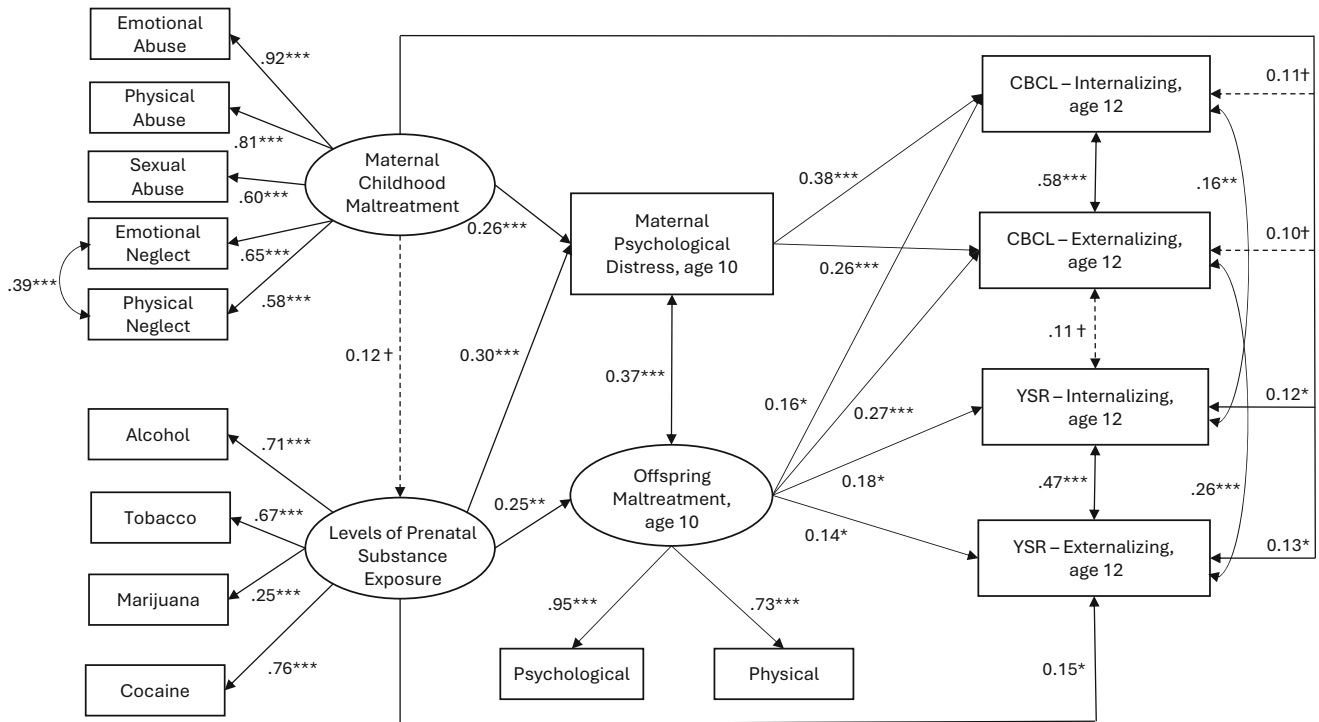 Emotional
Abuse
.92***
Physical
Abuse
.81***
Sexual
Abuse
.60***
Emotional
Neglect
.65***
.39***
Physical
Neglect
.58***
Maternal
Childhood
Maltreatment
0.26***
0.12 †
0.30***
Alcohol
.71***
Tobacco
.67***
Marijuana
.25***
Cocaine
.76***
Levels of Prenatal
Substance
Exposure
0.25**
Maternal
Psychological
Distress, age 10
0.37***
Offspring
Maltreatment,
age 10
.95***
.73***
Psychological
Physical
0.38***
0.26***
0.16*
0.27***
0.18*
0.14*
CBCL – Internalizing,
age 12
0.11†
.58***
.16**
CBCL – Externalizing,
age 12
0.10†
.11 †
YSR – Internalizing,
age 12
0.12*
.47***
.26***
YSR – Externalizing,
age 12
0.13*
0.15*